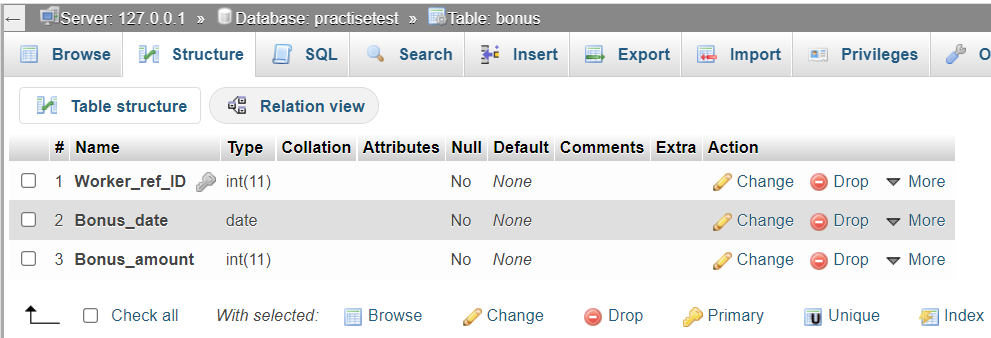 ← Server: 127.0.0.1 » Database: practisetest » Table: bonus
Browse Structure SQL Search Insert Export Import Privileges O
Table structure Relation view
# Name Type Collation Attributes Null Default Comments Extra Action
1 Worker_ref_ID int(11) No None Change Drop More
2 Bonus_date date No None Change Drop More
3 Bonus_amount int(11) No None Change Drop More
Check all With selected: Browse Change Drop Primary Unique Index